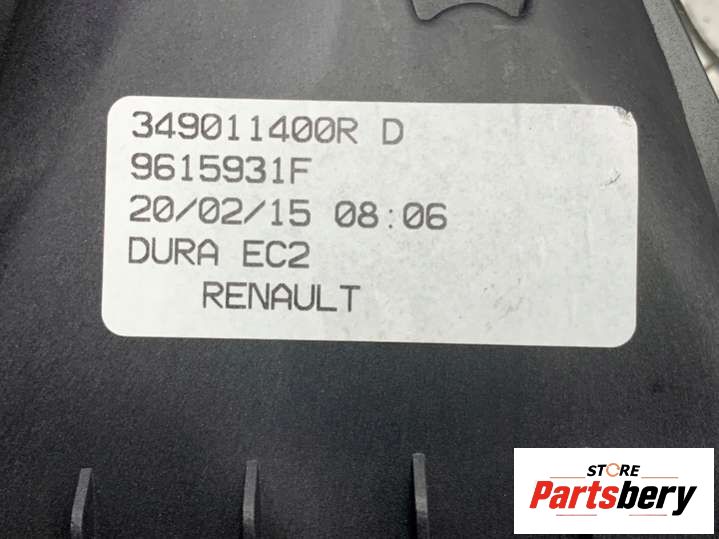 349011400R D
9615931F
20/02/15 08:06
DURA EC2
RENAULT
STORE
Partsbery